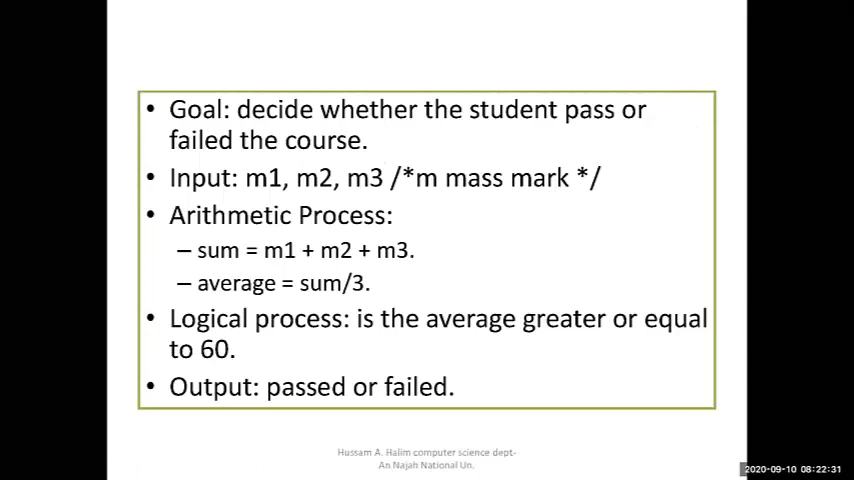 • Goal: decide whether the student pass or
failed the course.
• Input: m1, m2, m3 /*m mass mark */
• Arithmetic Process:
– sum = m1 + m2 + m3.
– average = sum/3.
• Logical process: is the average greater or equal
to 60.
• Output: passed or failed.
Hussam A. Halim computer science dept-
An Najah National Un.
2020-09-10 08:22:31